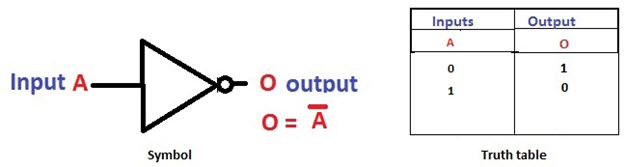 Input A
O output
O = A̅
Symbol
Inputs Output
A O
0 1
1 0
Truth table